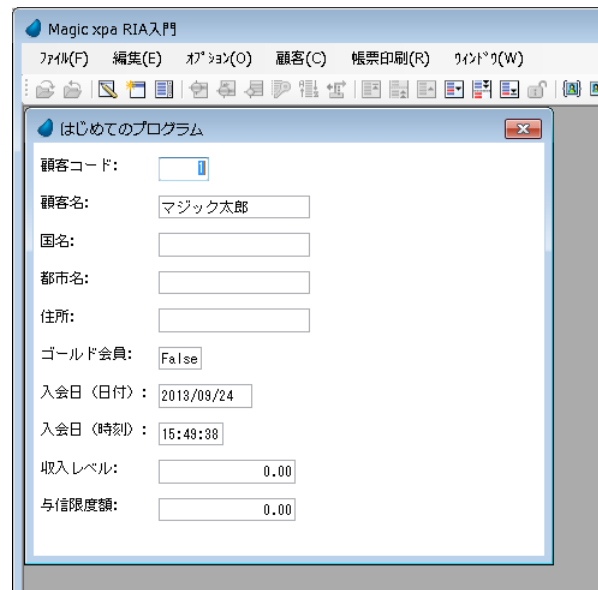 Magic xpa RIA入門
ﾌｧｲﾙ(F) 編集(E) ｵﾌﾟｼｮﾝ(O) 顧客(C) 帳票印刷(R) ｳｨﾝﾄﾞｳ(W)
はじめてのプログラム
顧客コード: 1
顧客名: マジック太郎
国名:
都市名:
住所:
ゴールド会員: False
入会日（日付）: 2013/09/24
入会日（時刻）: 15:49:38
収入レベル: 0.00
与信限度額: 0.00